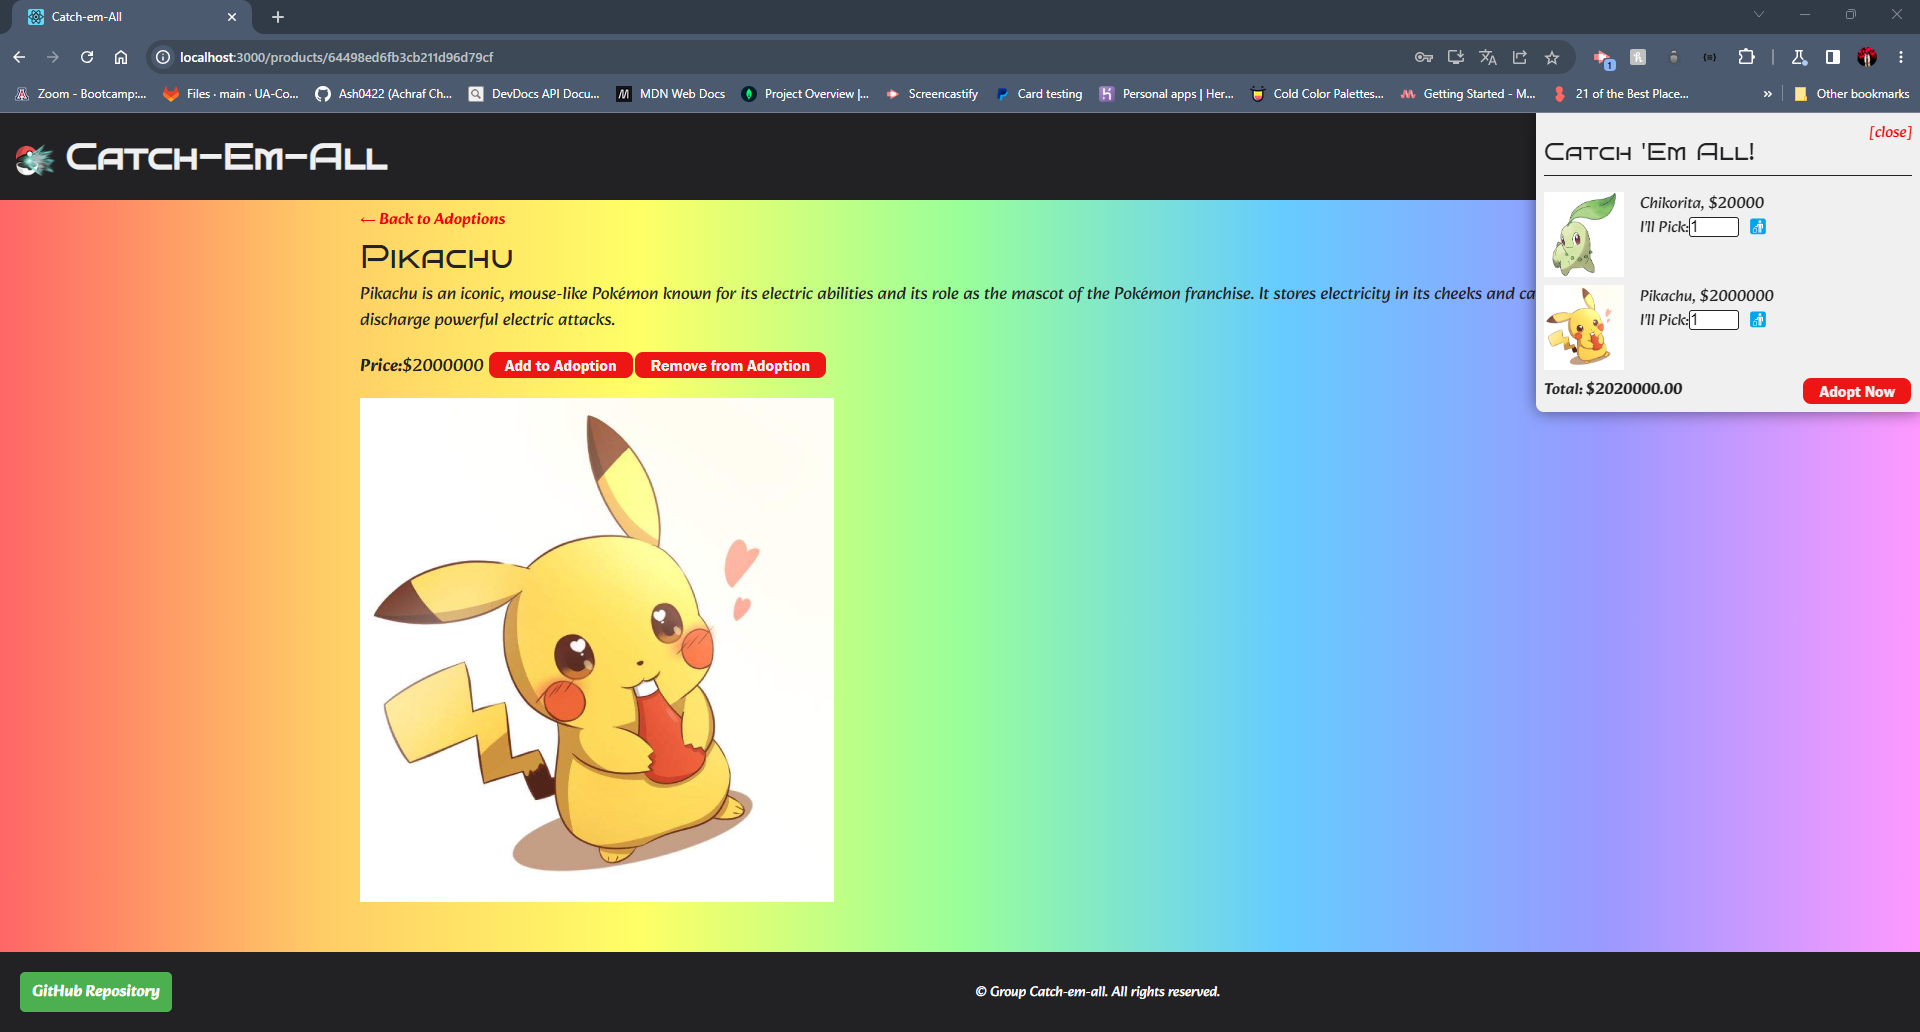 Catch-em-All
localhost:3000/products/64498ed6fb3cb211d96d79cf
1
Zoom - Bootcamp:...
Files · main · UA-Co...
Ash0422 (Achraf Ch...
DevDocs API Docu...
MDN Web Docs
Project Overview |...
Screencastify
Card testing
Personal apps | Her...
Cold Color Palettes...
Getting Started - M...
21 of the Best Place...
»
Other bookmarks
Catch-Em-All
[close]
Catch 'Em All!
Chikorita, $20000
I'll Pick:1
Pikachu, $2000000
I'll Pick:1
Total: $2020000.00
Adopt Now
← Back to Adoptions
Pikachu
Pikachu is an iconic, mouse-like Pokémon known for its electric abilities and its role as the mascot of the Pokémon franchise. It stores electricity in its cheeks and ca
discharge powerful electric attacks.
Price:$2000000 Add to Adoption Remove from Adoption
GitHub Repository
© Group Catch-em-all. All rights reserved.